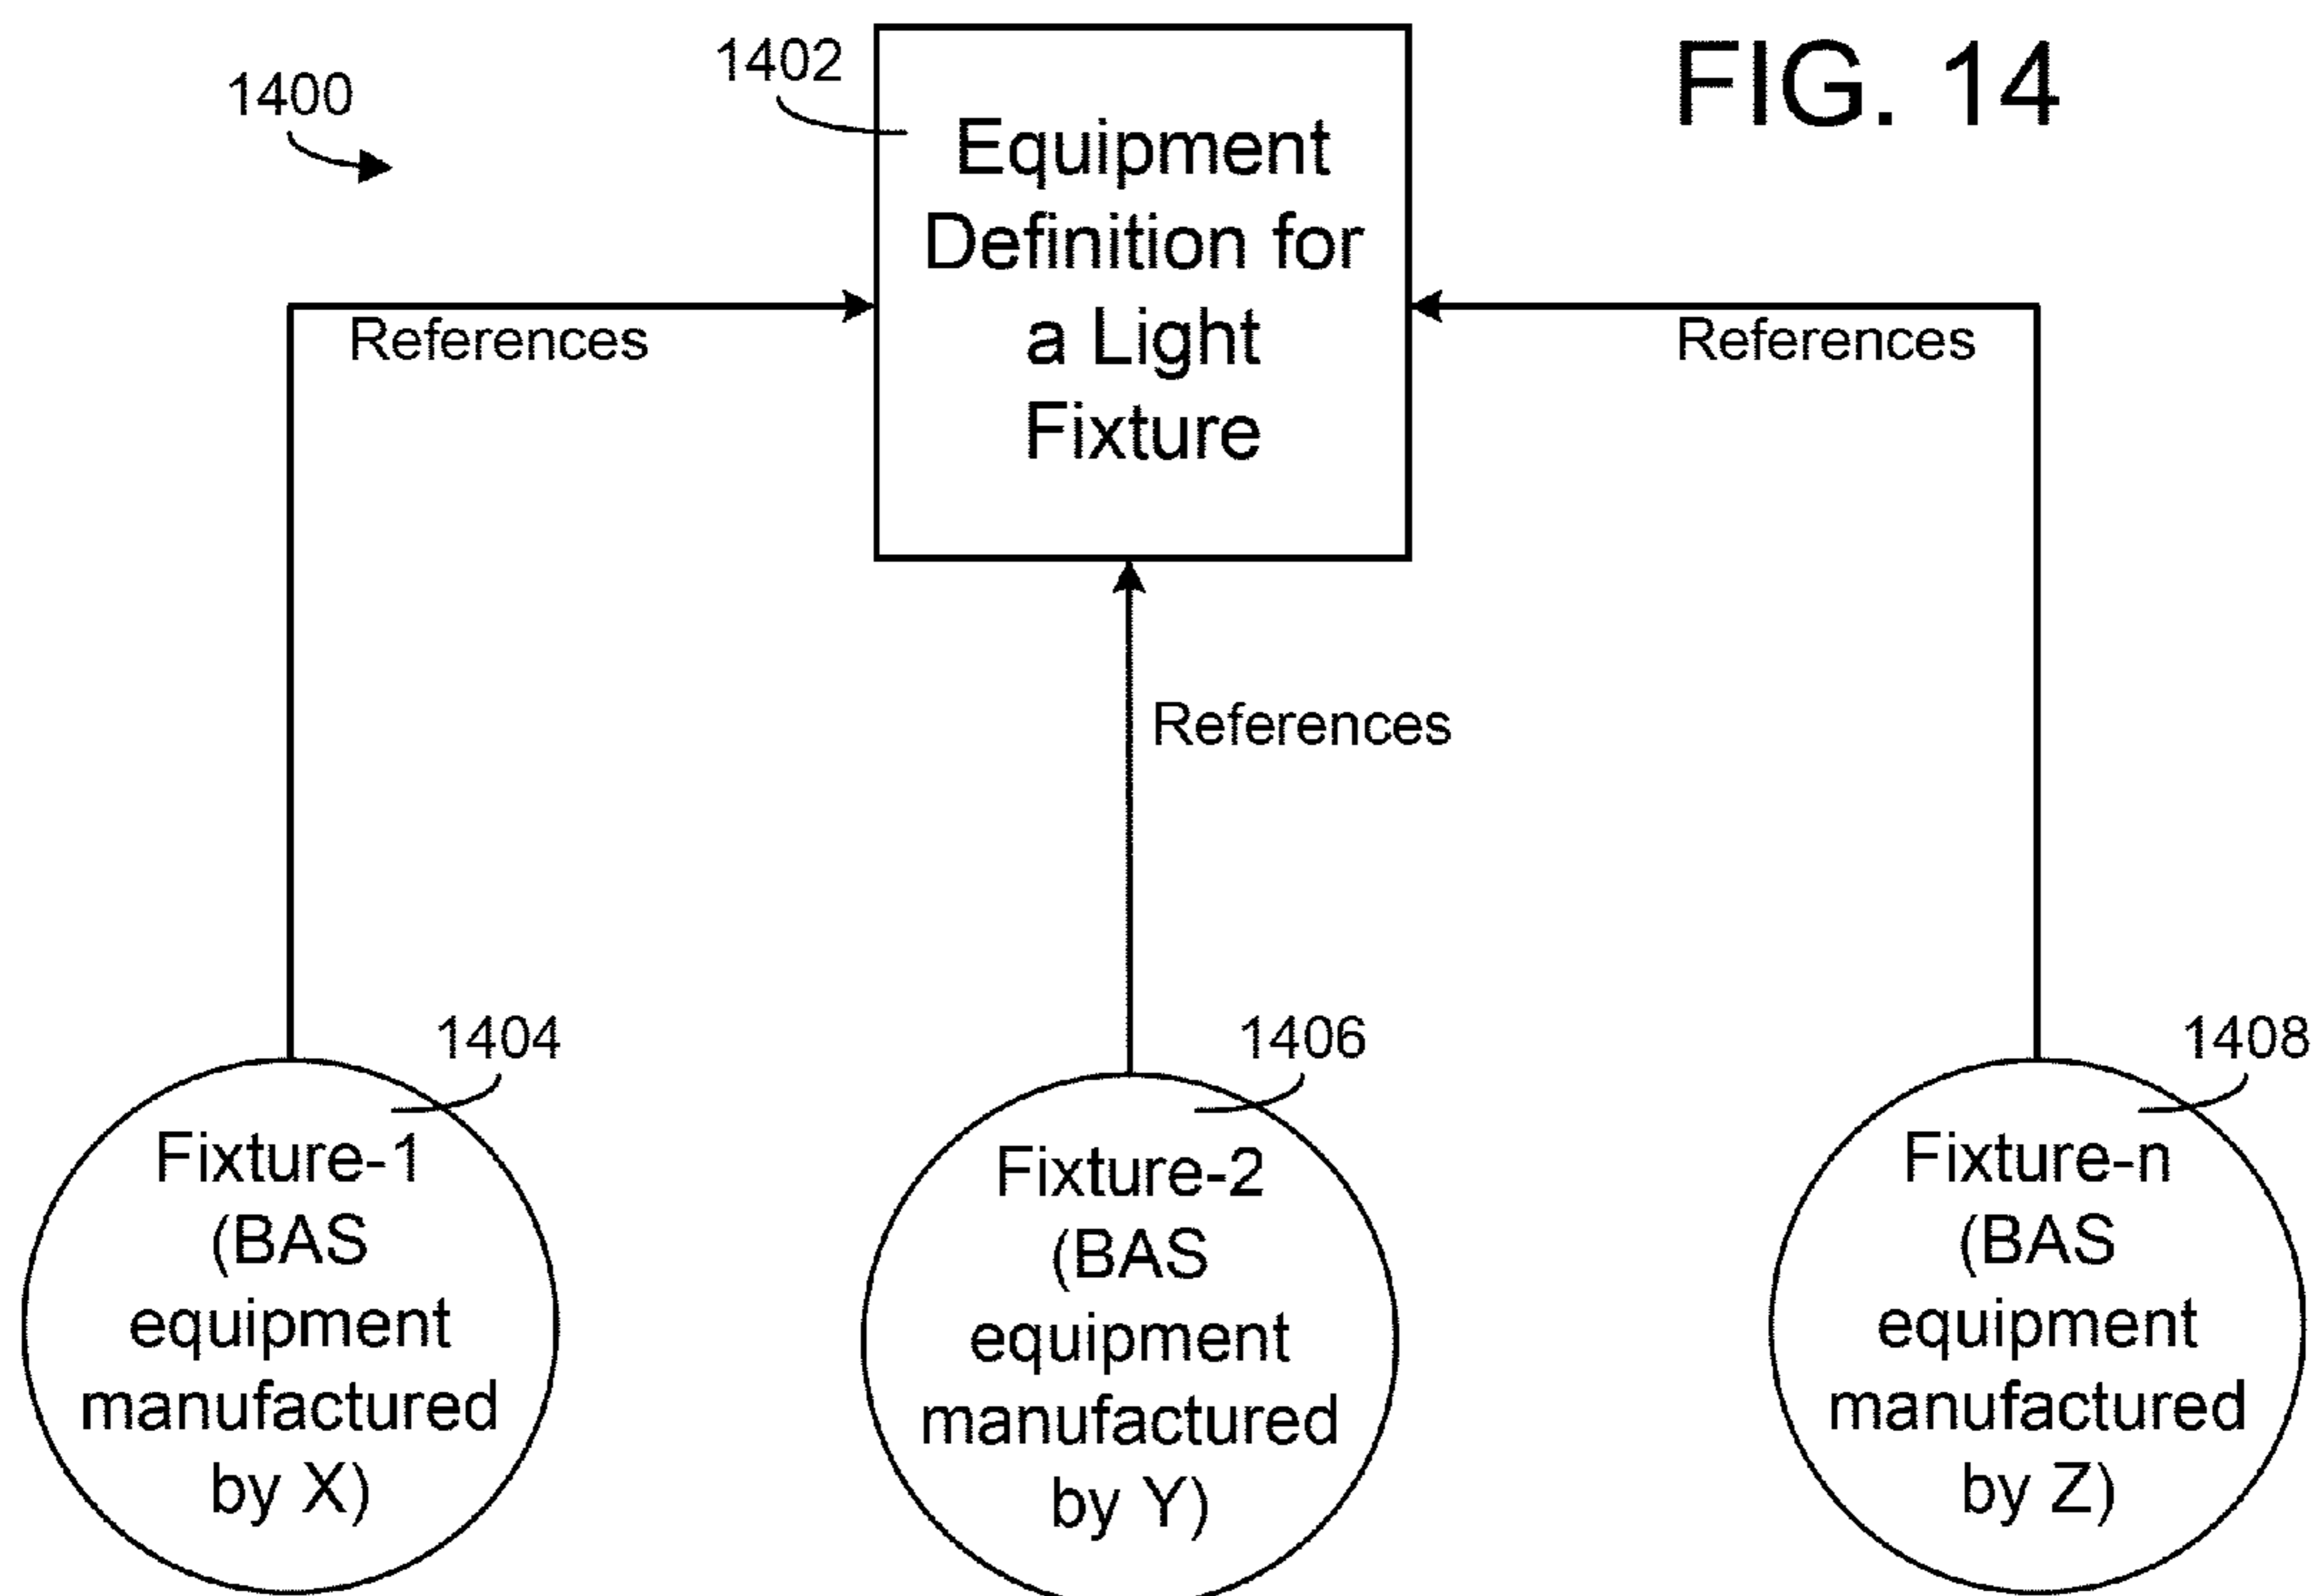 FIG. 14
1400
1402
Equipment
Definition for
a Light
Fixture
References
References
References
1404
Fixture-1
(BAS
equipment
manufactured
by X)
1406
Fixture-2
(BAS
equipment
manufactured
by Y)
1408
Fixture-n
(BAS
equipment
manufactured
by Z)